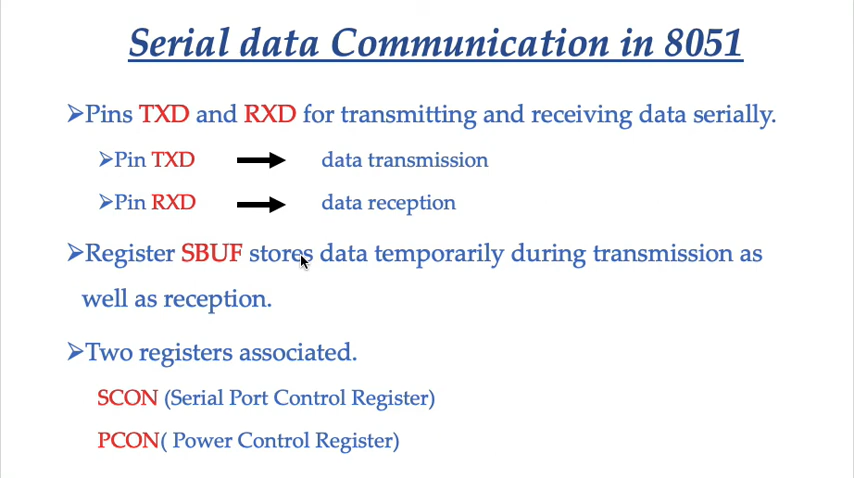 Serial data Communication in 8051
➢Pins TXD and RXD for transmitting and receiving data serially.
➢Pin TXD → data transmission
➢Pin RXD → data reception
➢Register SBUF stores data temporarily during transmission as
well as reception.
➢Two registers associated.
SCON (Serial Port Control Register)
PCON( Power Control Register)